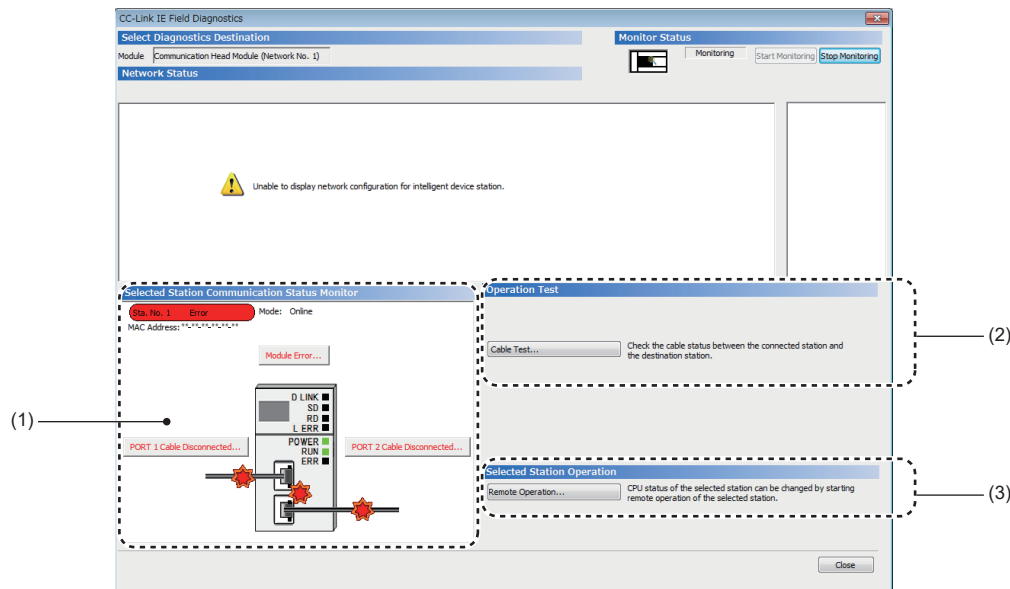 CC-Link IE Field Diagnostics
Select Diagnostics Destination
Module Communication Head Module (Network No. 1)
Monitor Status
Monitoring Start Monitoring Stop Monitoring
Network Status
Unable to display network configuration for intelligent device station.
Selected Station Communication Status Monitor
Sta. No. 1 Error Mode: Online
MAC Address: **-**-**-**-**-**
Module Error...
D LINK
SD
RD
L ERR
POWER
RUN
ERR
PORT 1 Cable Disconnected...
PORT 2 Cable Disconnected...
(1)
Operation Test
Cable Test...
Check the cable status between the connected station and
the destination station.
(2)
Selected Station Operation
Remote Operation...
CPU status of the selected station can be changed by starting
remote operation of the selected station.
(3)
Close